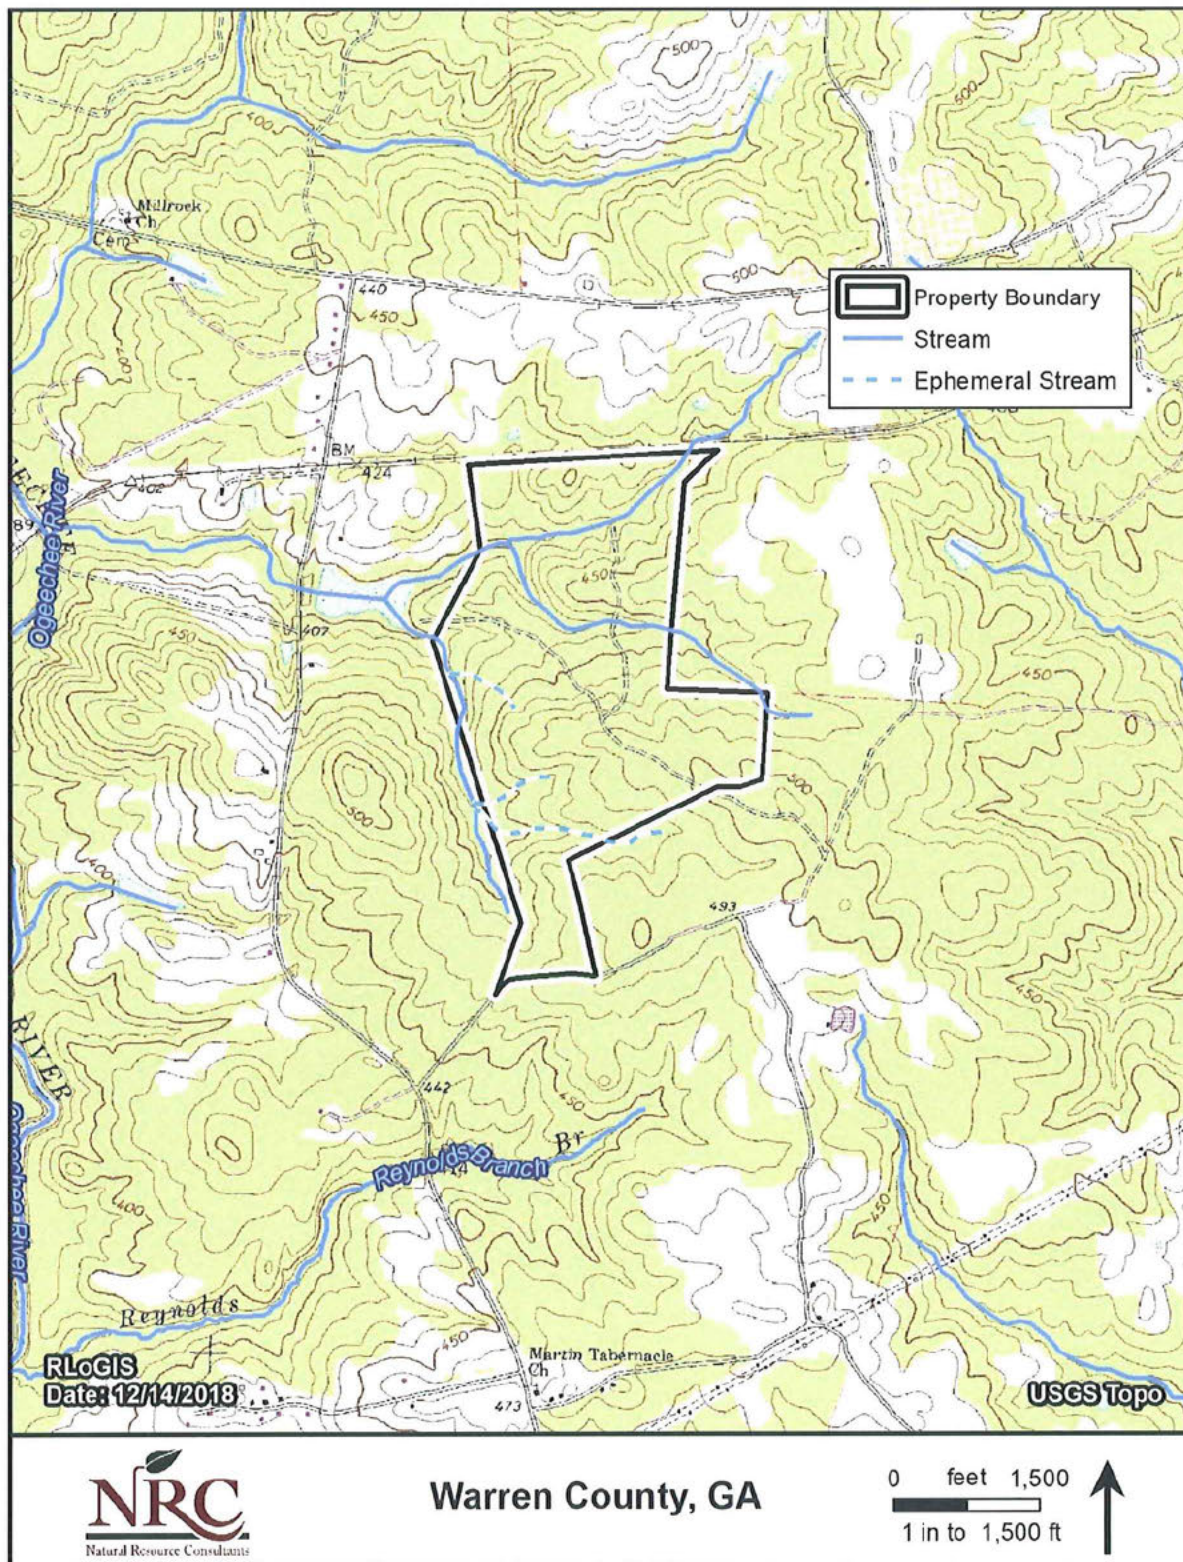 500
500
400
Millrock
Ch
Cem
500
440
450
400
Property Boundary
Stream
Ephemeral Stream
BM
424
402
89
Ogeechee River
450
407
450
450
500
500
400
493
450
RIVER
442
450
Br
Reynolds Branch
400
450
Ogeechee River
Reynolds
450
Martin Tabernacle
Ch
473
RLoGIS
Date: 12/14/2018
USGS Topo
NRC
Natural Resource Consultants
Warren County, GA
0 feet 1,500
1 in to 1,500 ft